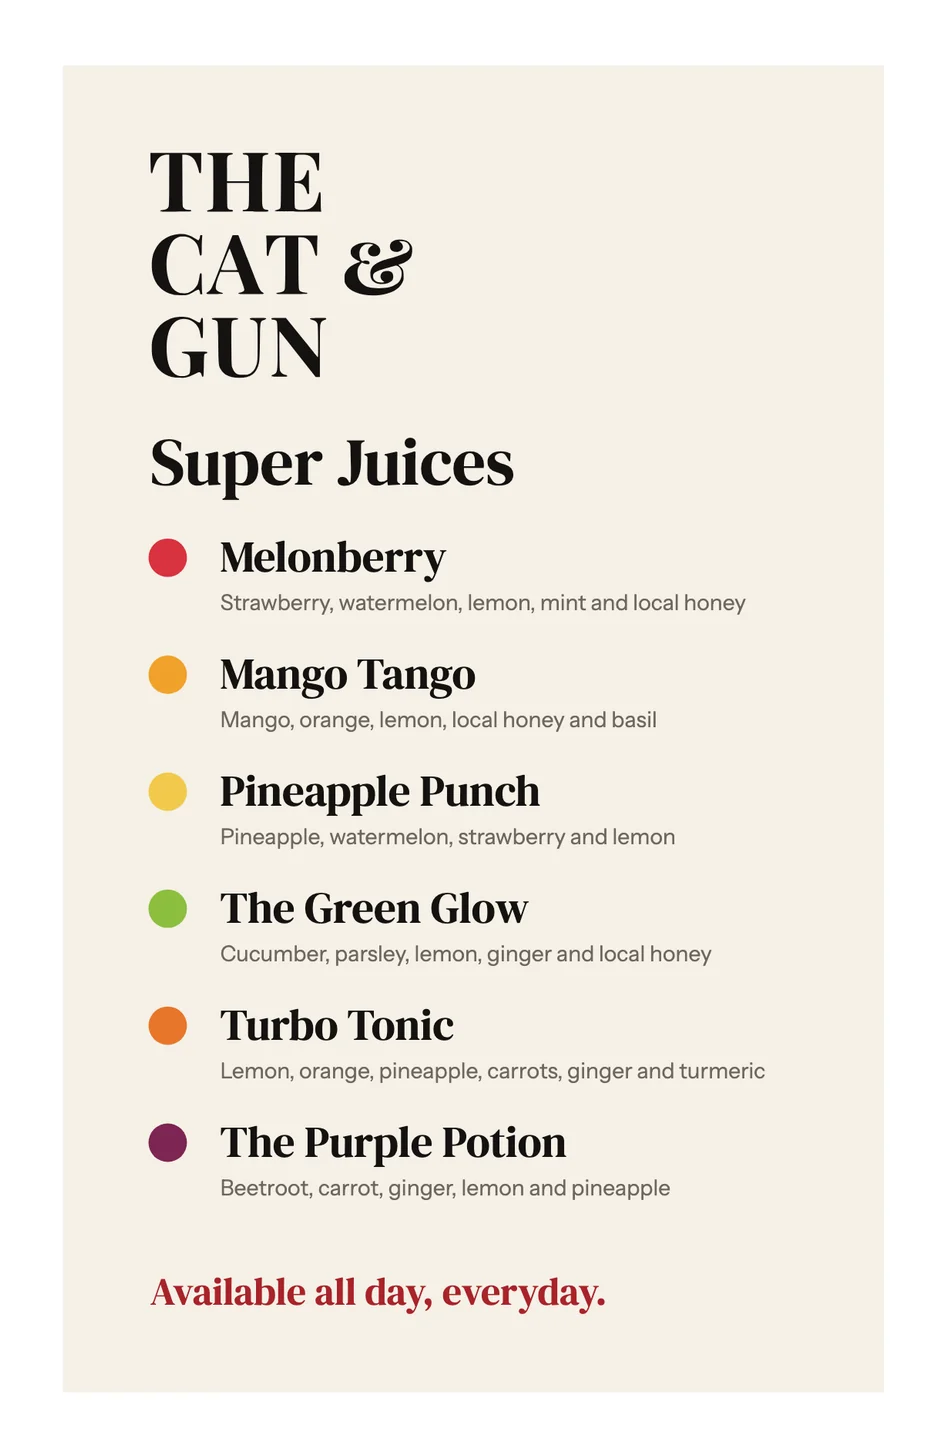 THE
CAT &
GUN
Super Juices
Melonberry
Strawberry, watermelon, lemon, mint and local honey
Mango Tango
Mango, orange, lemon, local honey and basil
Pineapple Punch
Pineapple, watermelon, strawberry and lemon
The Green Glow
Cucumber, parsley, lemon, ginger and local honey
Turbo Tonic
Lemon, orange, pineapple, carrots, ginger and turmeric
The Purple Potion
Beetroot, carrot, ginger, lemon and pineapple
Available all day, everyday.